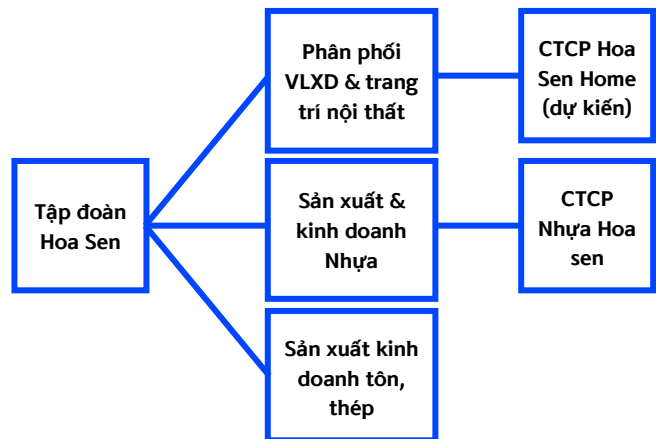 Phân phối
VLXD & trang
trí nội thất
CTCP Hoa
Sen Home
(dự kiến)
Tập đoàn
Hoa Sen
Sản xuất &
kinh doanh
Nhựa
CTCP
Nhựa Hoa
sen
Sản xuất kinh
doanh tôn,
thép